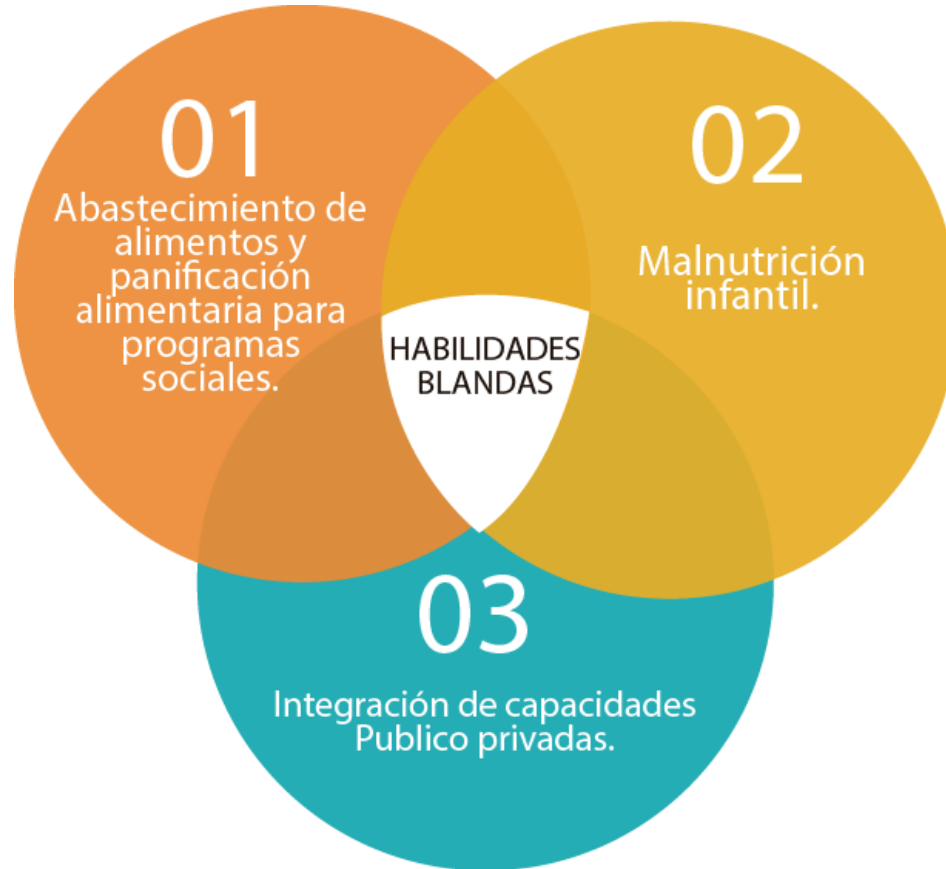 01
Abastecimiento de
alimentos y
panificación
alimentaria para
programas
sociales.
02
Malnutrición
infantil.
HABILIDADES
BLANDAS
03
Integración de capacidades
Publico privadas.